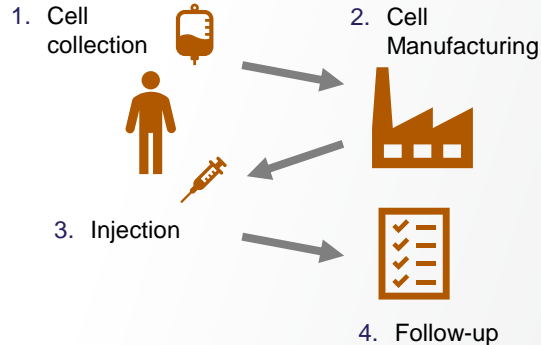 1. Cell
collection
2. Cell
Manufacturing
3. Injection
4. Follow-up